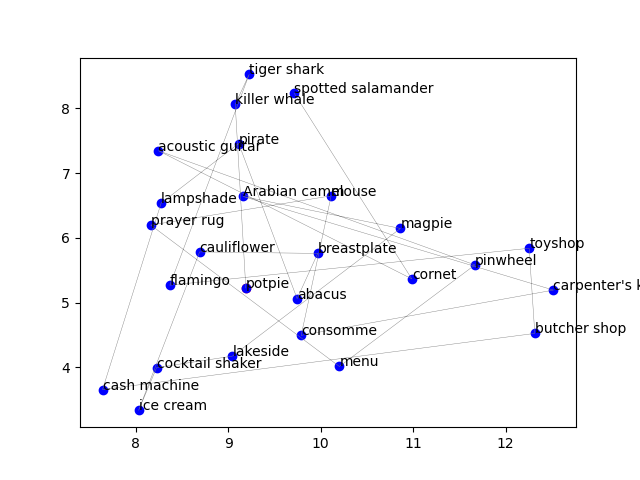 tiger shark
spotted salamander
killer whale
pirate
acoustic guitar
Arabian camel
mouse
lampshade
prayer rug
magpie
toyshop
cauliflower
breastplate
pinwheel
cornet
flamingo
potpie
carpenter's k
abacus
consomme
butcher shop
lakeside
cocktail shaker
menu
cash machine
ice cream
8
7
6
5
4
8 9 10 11 12